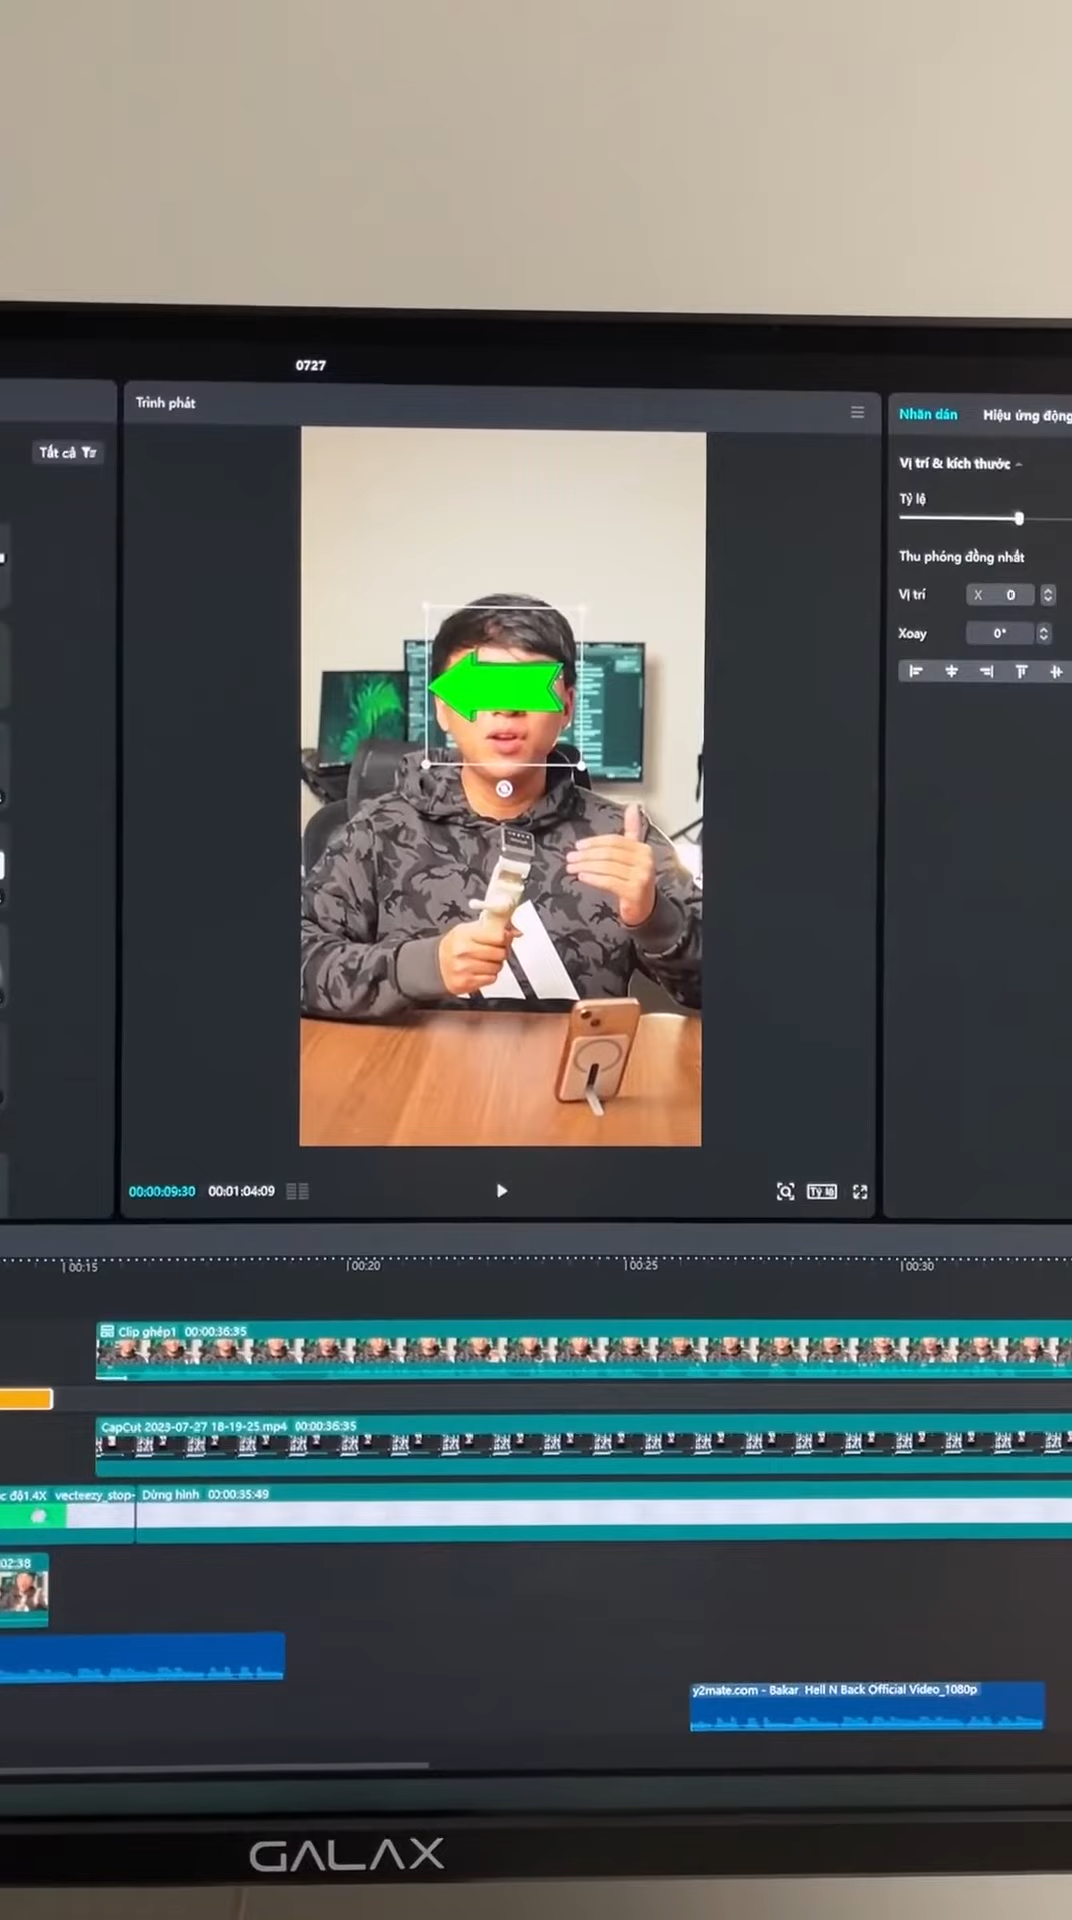 0727
Trình phát
Nhãn dán
Hiệu ứng động
Tất cả
Vị trí & kích thước
Tỷ lệ
Thu phóng đồng nhất
Vị trí X 0
Xoay 0°
00:00:09:30 00:01:04:09
Tỷ lệ
00:15 00:20 00:25 00:30
Clip ghép1 00:00:36:35
CapCut 2023-07-27 18-19-25.mp4 00:00:36:35
độ1.4X vecteezy_stop- Dừng hình 00:00:35:49
02:38
y2mate.com - Bakar Hell N Back Official Video_1080p
GALAX